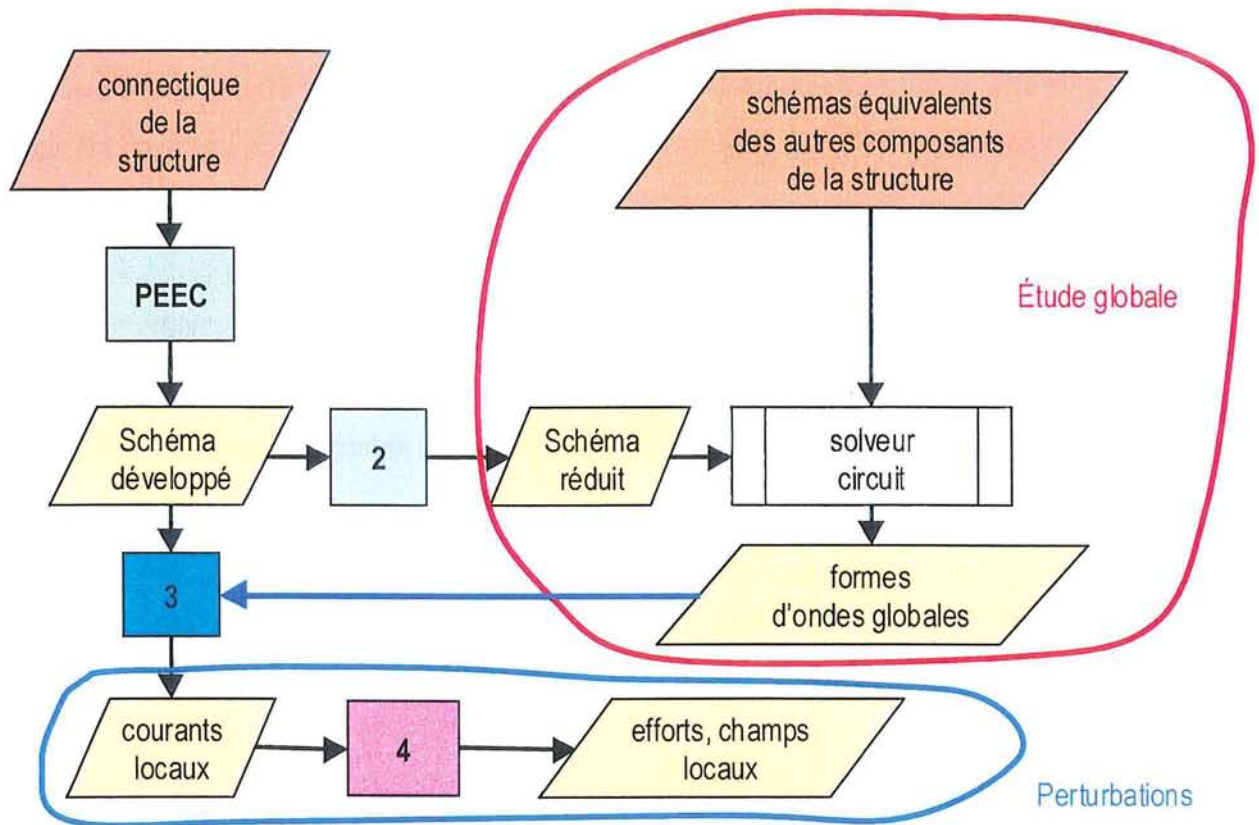 connectique
de la
structure
schémas équivalents
des autres composants
de la structure
PEEC
Étude globale
Schéma
développé
2
Schéma
réduit
solveur
circuit
3
formes
d'ondes globales
courants
locaux
4
efforts, champs
locaux
Perturbations